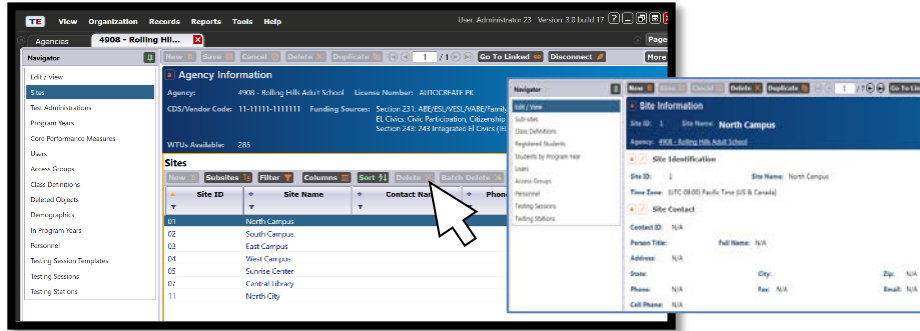 TE View Organization Records Reports Tools Help User Administrator 23 Version 3.0 build 17
Agencies 4908 - Rolling Hil... Page
Navigator New Save Cancel Delete Duplicate 1 / 1 Go To Linked Disconnect More
Edit / View
Sites
Test Administrations
Program Years
Core Performance Measures
Users
Access Groups
Class Definitions
Deleted Objects
Demographics
In Program Years
Personnel
Testing Session Templates
Testing Sessions
Testing Stations
Agency Information
Agency: 4908 - Rolling Hills Adult School License Number: AUTOCREATE PK
CDS/Vendor Code: 11-11111-1111111 Funding Sources: Section 231: ABE/ESL/VESL/VABE/Family
EL Civics: Civic Participation, Citizenship
Section 243: 243 Integrated El Civics (IE
WTUs Available: 285
Sites
New Subsites Filter Columns Sort Delete Batch Delete
Site ID Site Name Contact Nam Phon
01 North Campus
02 South Campus
03 East Campus
04 West Campus
05 Sunrise Center
07 Central Library
11 North City
Navigator New Save Cancel Delete Duplicate 1 / 7 Go To Lin
Edit / View
Sub-sites
Class Definitions
Registered Students
Students by Program Year
Users
Access Groups
Personnel
Testing Sessions
Testing Stations
Site Information
Site ID: 1 Site Name: North Campus
Agency: 4908 - Rolling Hills Adult School
Site Identification
Site ID: 1 Site Name: North Campus
Time Zone: (UTC-08:00) Pacific Time (US & Canada)
Site Contact
Contact ID: N/A
Person Title: Full Name: N/A
Address: N/A
State: City: Zip: N/A
Phone: N/A Fax: N/A Email: N/A
Cell Phone: N/A